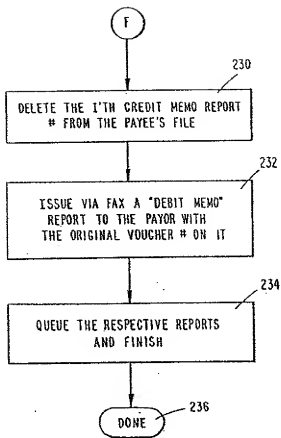 F
230
DELETE THE I'TH CREDIT MEMO REPORT
# FROM THE PAYEE'S FILE
232
ISSUE VIA FAX A "DEBIT MEMO"
REPORT TO THE PAYOR WITH
THE ORIGINAL VOUCHER # ON IT
234
QUEUE THE RESPECTIVE REPORTS
AND FINISH
236
DONE